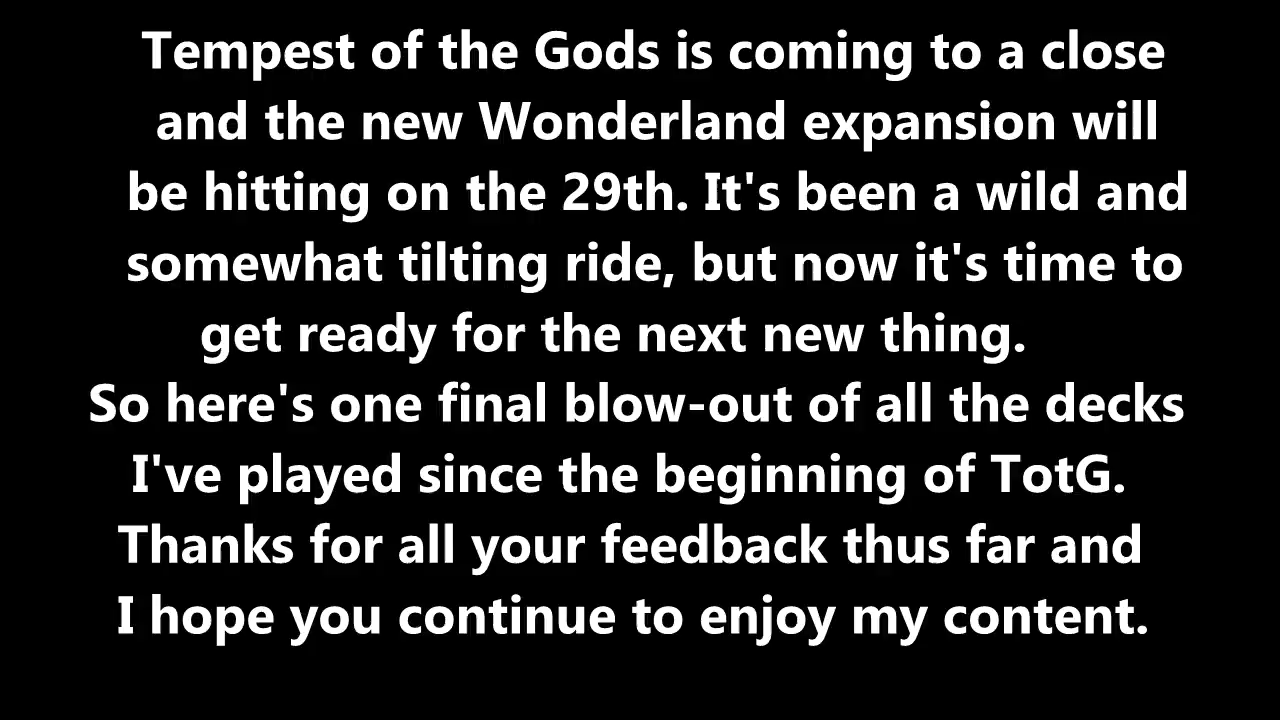 Tempest of the Gods is coming to a close
and the new Wonderland expansion will
be hitting on the 29th. It's been a wild and
somewhat tilting ride, but now it's time to
get ready for the next new thing.
So here's one final blow-out of all the decks
I've played since the beginning of TotG.
Thanks for all your feedback thus far and
I hope you continue to enjoy my content.